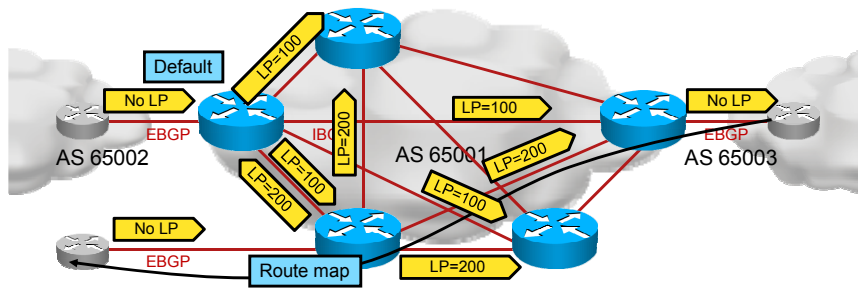 LP=100
Default
No LP
LP=100
No LP
EBGP
LP=200
EBGP
AS 65002
AS 65001
LP=200
AS 65003
LP=100
LP=200
LP=100
No LP
EBGP
Route map
LP=200